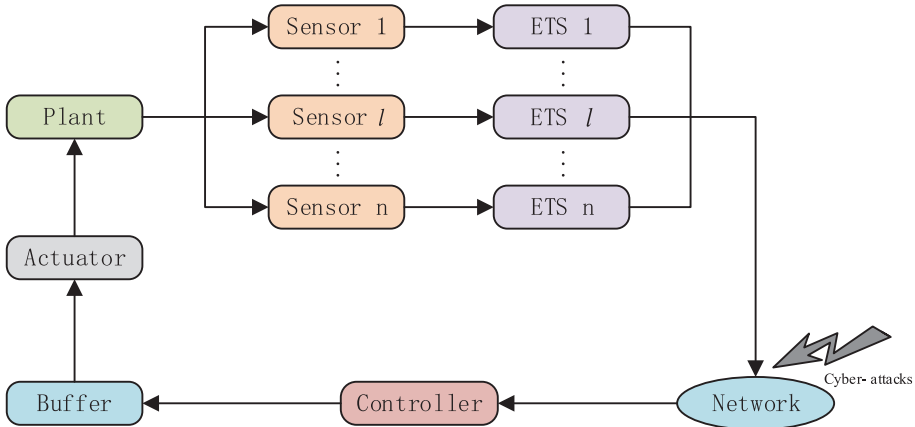 Sensor 1
ETS 1
Plant
Sensor l
ETS l
Sensor n
ETS n
Actuator
Cyber- attacks
Buffer
Controller
Network